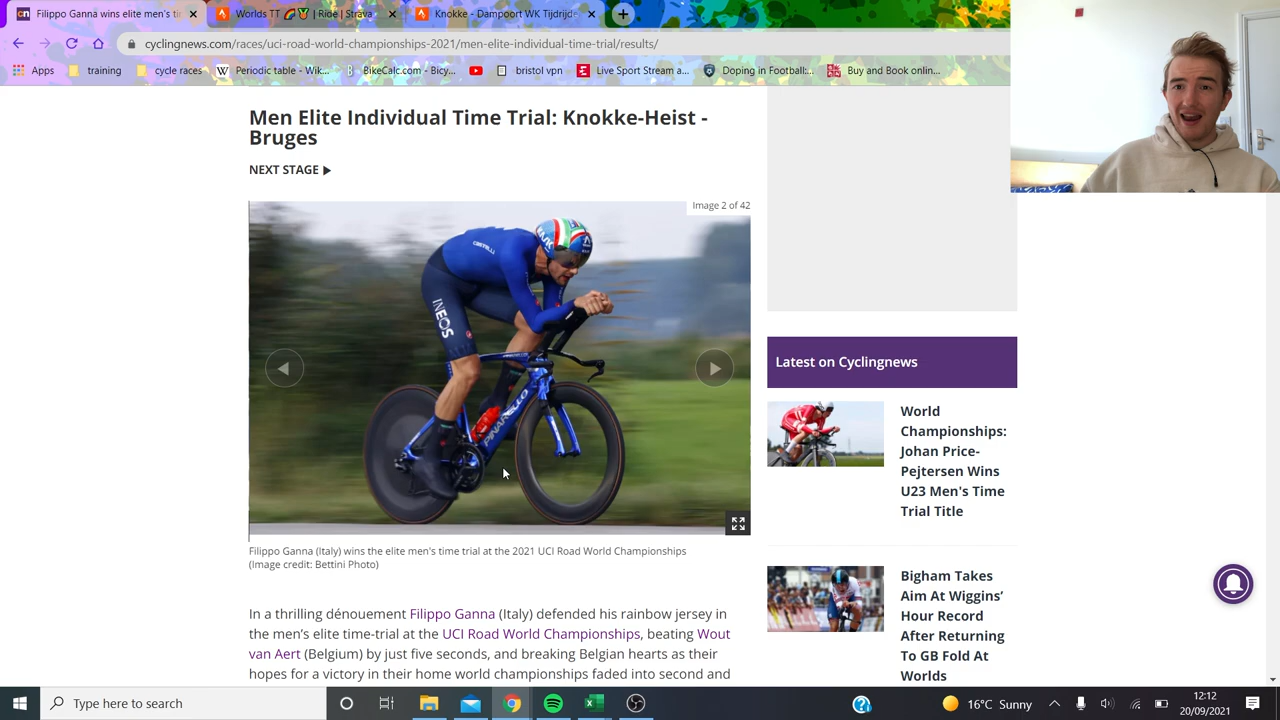 Filippo Ganna wins elite men's ti
Worlds TT 🌈🏅 | Ride | Strava
Knokke - Dampoort WK Tijdrijde
cyclingnews.com/races/uci-road-world-championships-2021/men-elite-individual-time-trial/results/
Apps training cycle races Periodic table - Wik... BikeCalc.com - Bicy... bristol vpn Live Sport Stream a... Doping in Football:... Buy and Book onlin...
Men Elite Individual Time Trial: Knokke-Heist -
Bruges
NEXT STAGE
Image 2 of 42
CASTELLI
INEOS
PINARELLO
Filippo Ganna (Italy) wins the elite men's time trial at the 2021 UCI Road World Championships
(Image credit: Bettini Photo)
In a thrilling dénouement Filippo Ganna (Italy) defended his rainbow jersey in
the men's elite time-trial at the UCI Road World Championships, beating Wout
van Aert (Belgium) by just five seconds, and breaking Belgian hearts as their
hopes for a victory in their home world championships faded into second and
Latest on Cyclingnews
World
Championships:
Johan Price-
Pejtersen Wins
U23 Men's Time
Trial Title
Bigham Takes
Aim At Wiggins'
Hour Record
After Returning
To GB Fold At
Worlds
Type here to search
16°C Sunny
12:12
20/09/2021